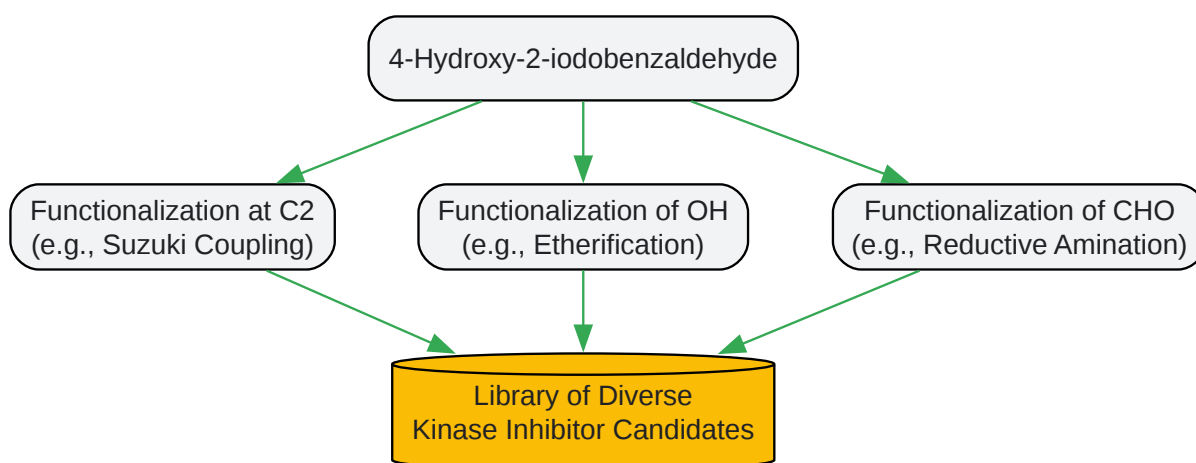 4-Hydroxy-2-iodobenzaldehyde
Functionalization at C2
(e.g., Suzuki Coupling)
Functionalization of OH
(e.g., Etherification)
Functionalization of CHO
(e.g., Reductive Amination)
Library of Diverse
Kinase Inhibitor Candidates